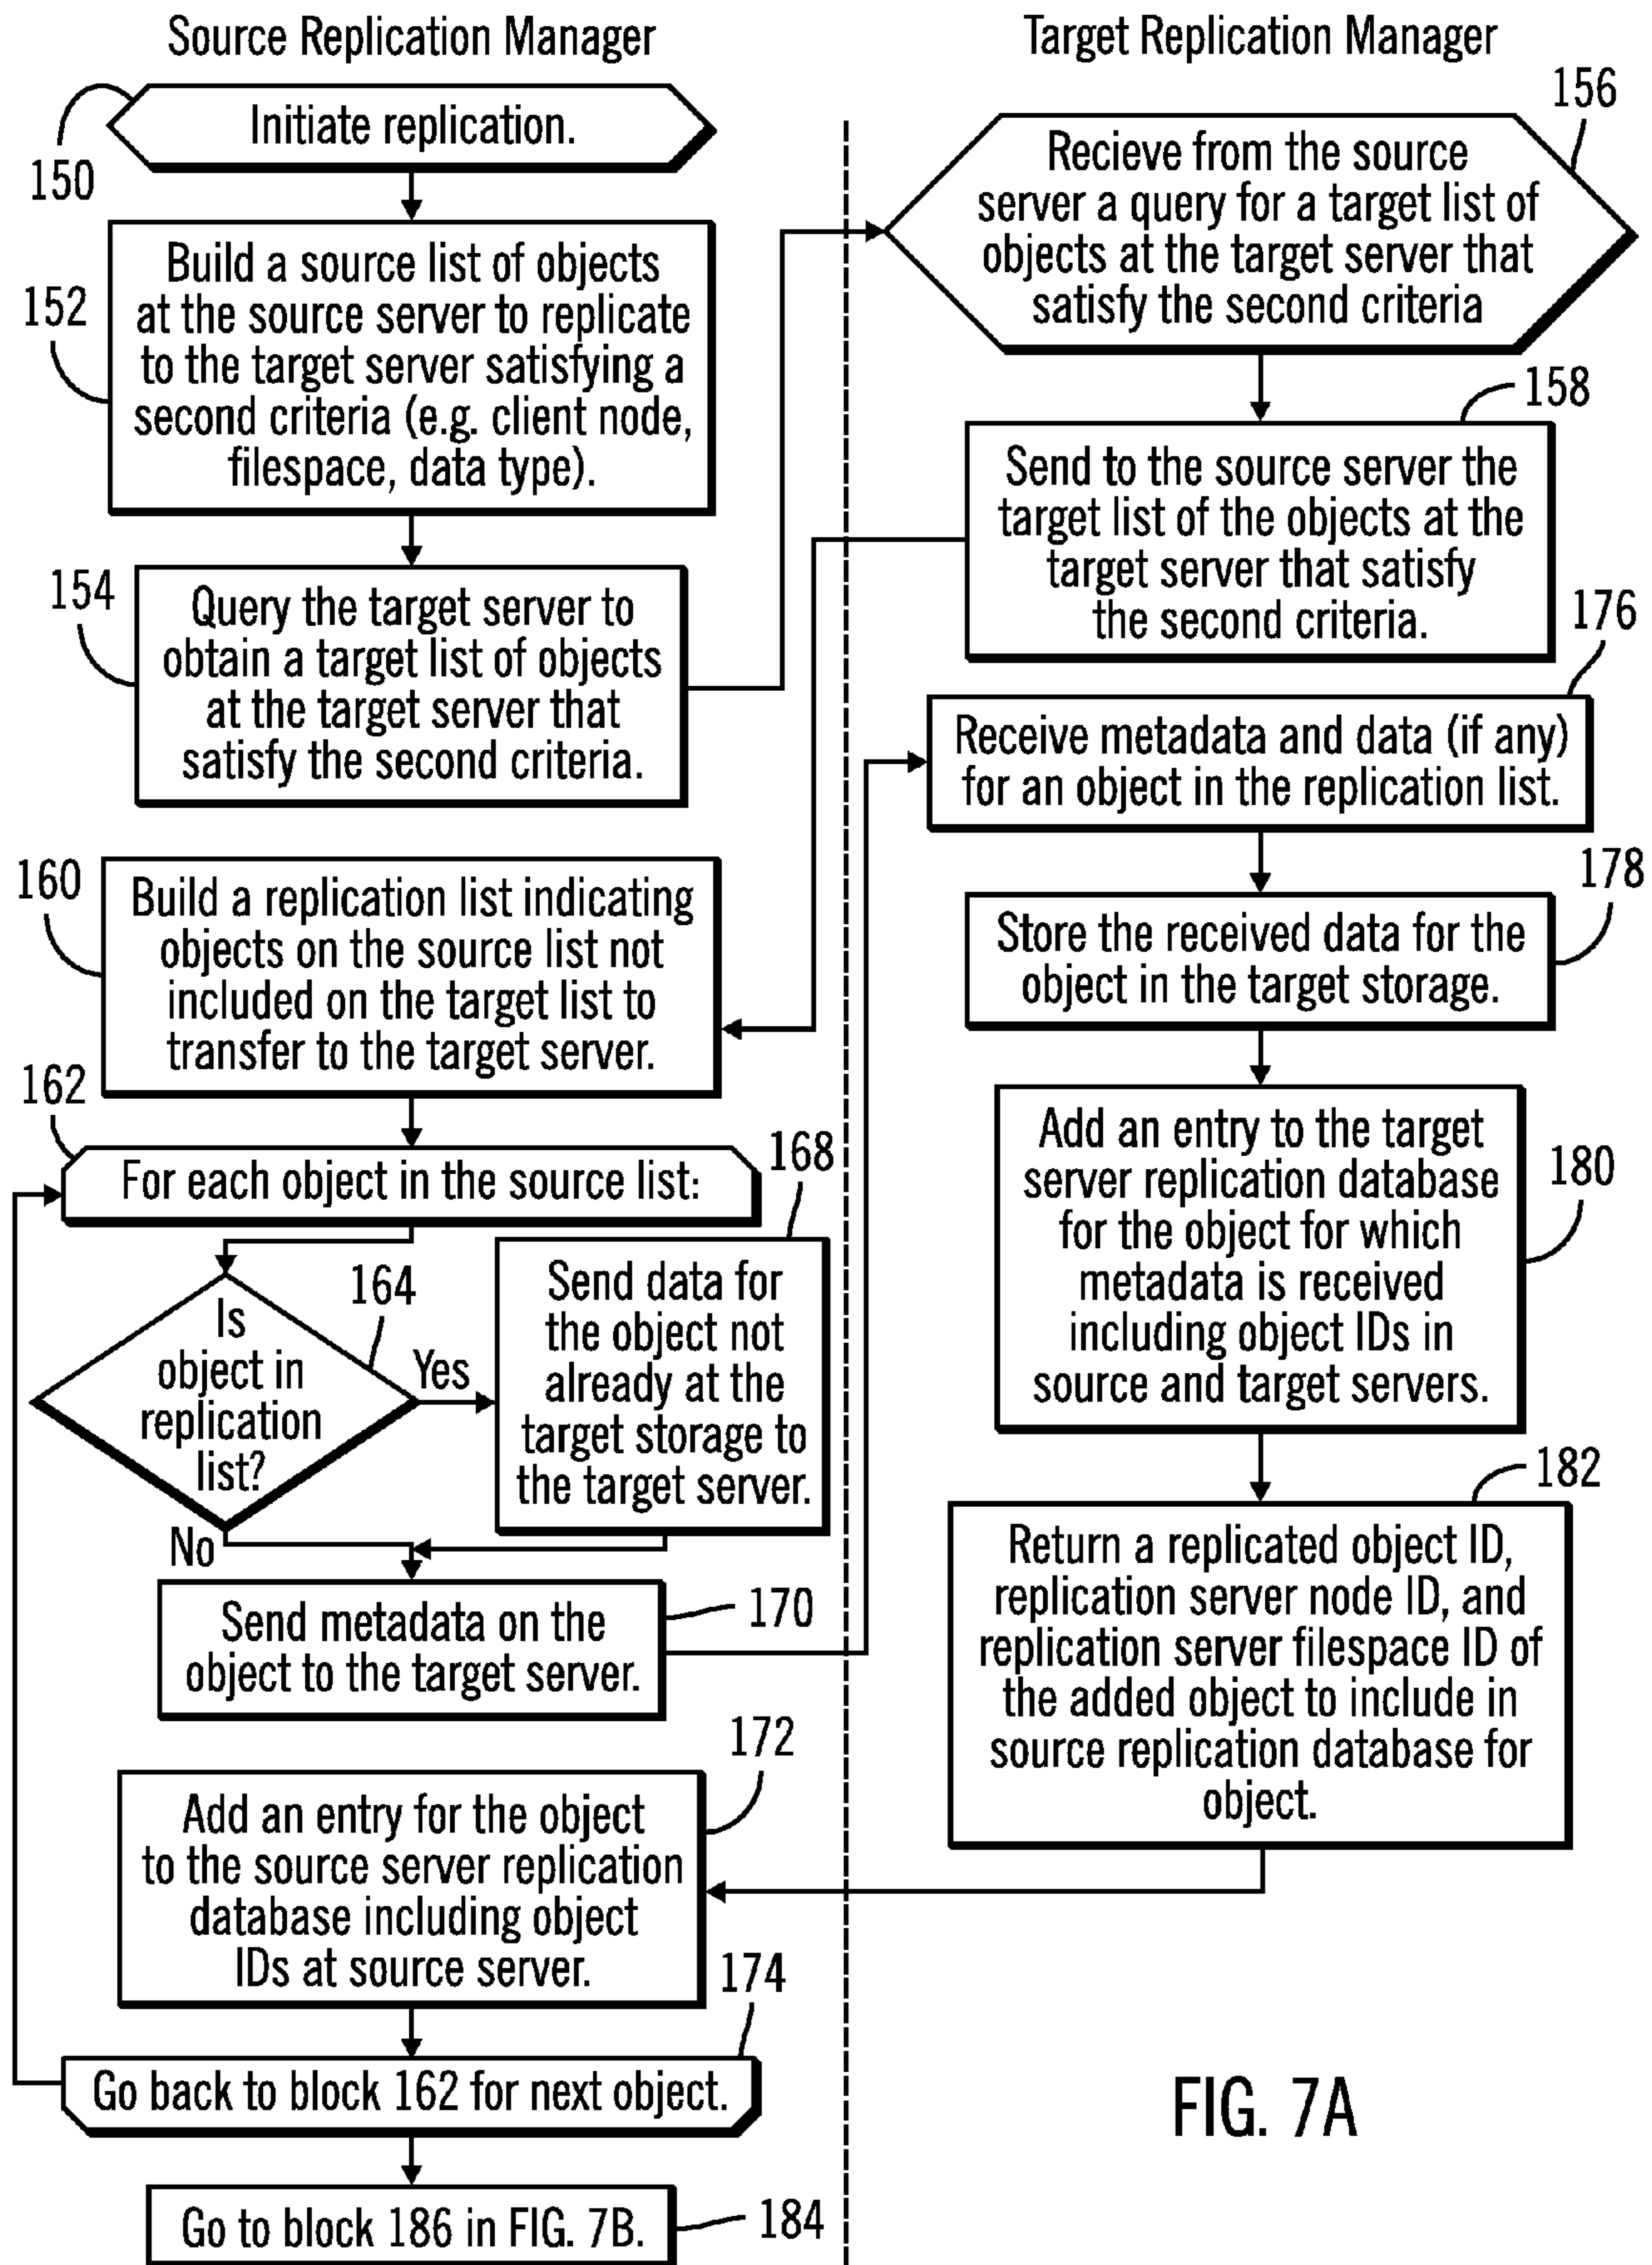 Source Replication Manager
Initiate replication.
150
Build a source list of objects
at the source server to replicate
to the target server satisfying a
second criteria (e.g. client node,
filespace, data type).
152
Query the target server to
obtain a target list of objects
at the target server that
satisfy the second criteria.
154
Build a replication list indicating
objects on the source list not
included on the target list to
transfer to the target server.
160
162
For each object in the source list:
168
Is
object in
replication
list?
164
Yes
No
Send data for
the object not
already at the
target storage to
the target server.
Send metadata on the
object to the target server.
170
172
Add an entry for the object
to the source server replication
database including object
IDs at source server.
174
Go back to block 162 for next object.
Go to block 186 in FIG. 7B.
184
Target Replication Manager
156
Recieve from the source
server a query for a target list of
objects at the target server that
satisfy the second criteria
158
Send to the source server the
target list of the objects at the
target server that satisfy
the second criteria.
176
Receive metadata and data (if any)
for an object in the replication list.
178
Store the received data for the
object in the target storage.
Add an entry to the target
server replication database
for the object for which
metadata is received
including object IDs in
source and target servers.
180
182
Return a replicated object ID,
replication server node ID, and
replication server filespace ID of
the added object to include in
source replication database for
object.
FIG. 7A